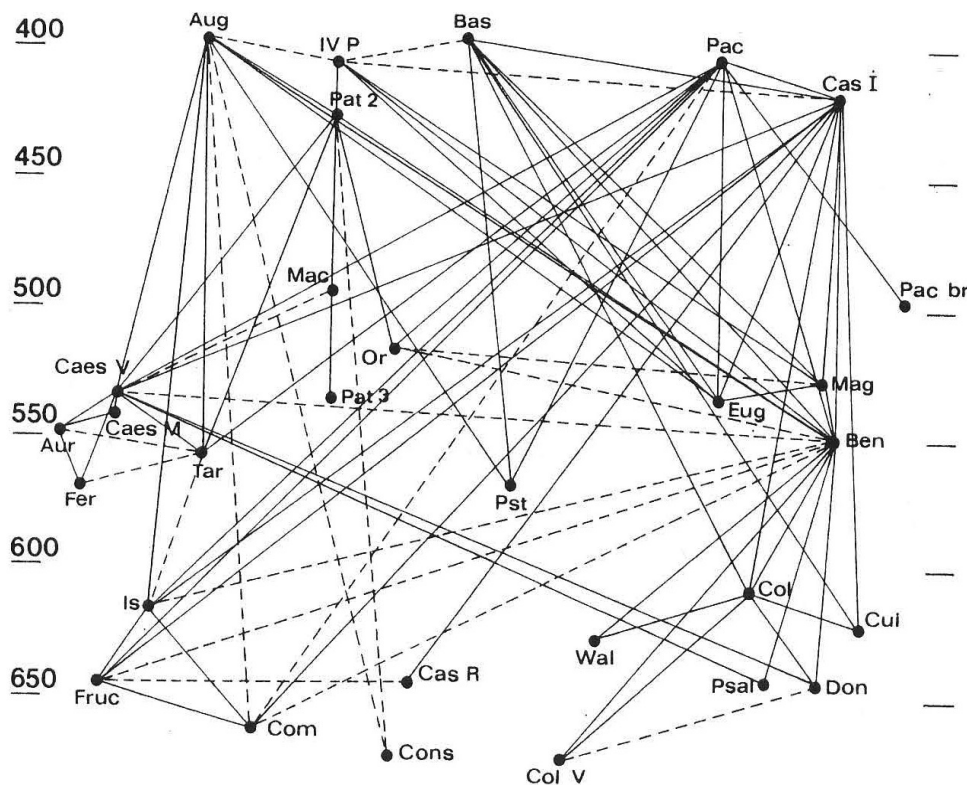 400
Aug
IV P
Bas
Pac
Cas I
Pat 2
450
Mac
500
Pac br
Or
Caes V
Pat 3
Mag
Eug
550
Caes M
Aur
Ben
Tar
Fer
Pst
600
Is
Col
Cui
Wal
650
Fruc
Cas R
Psal
Don
Com
Cons
Col V